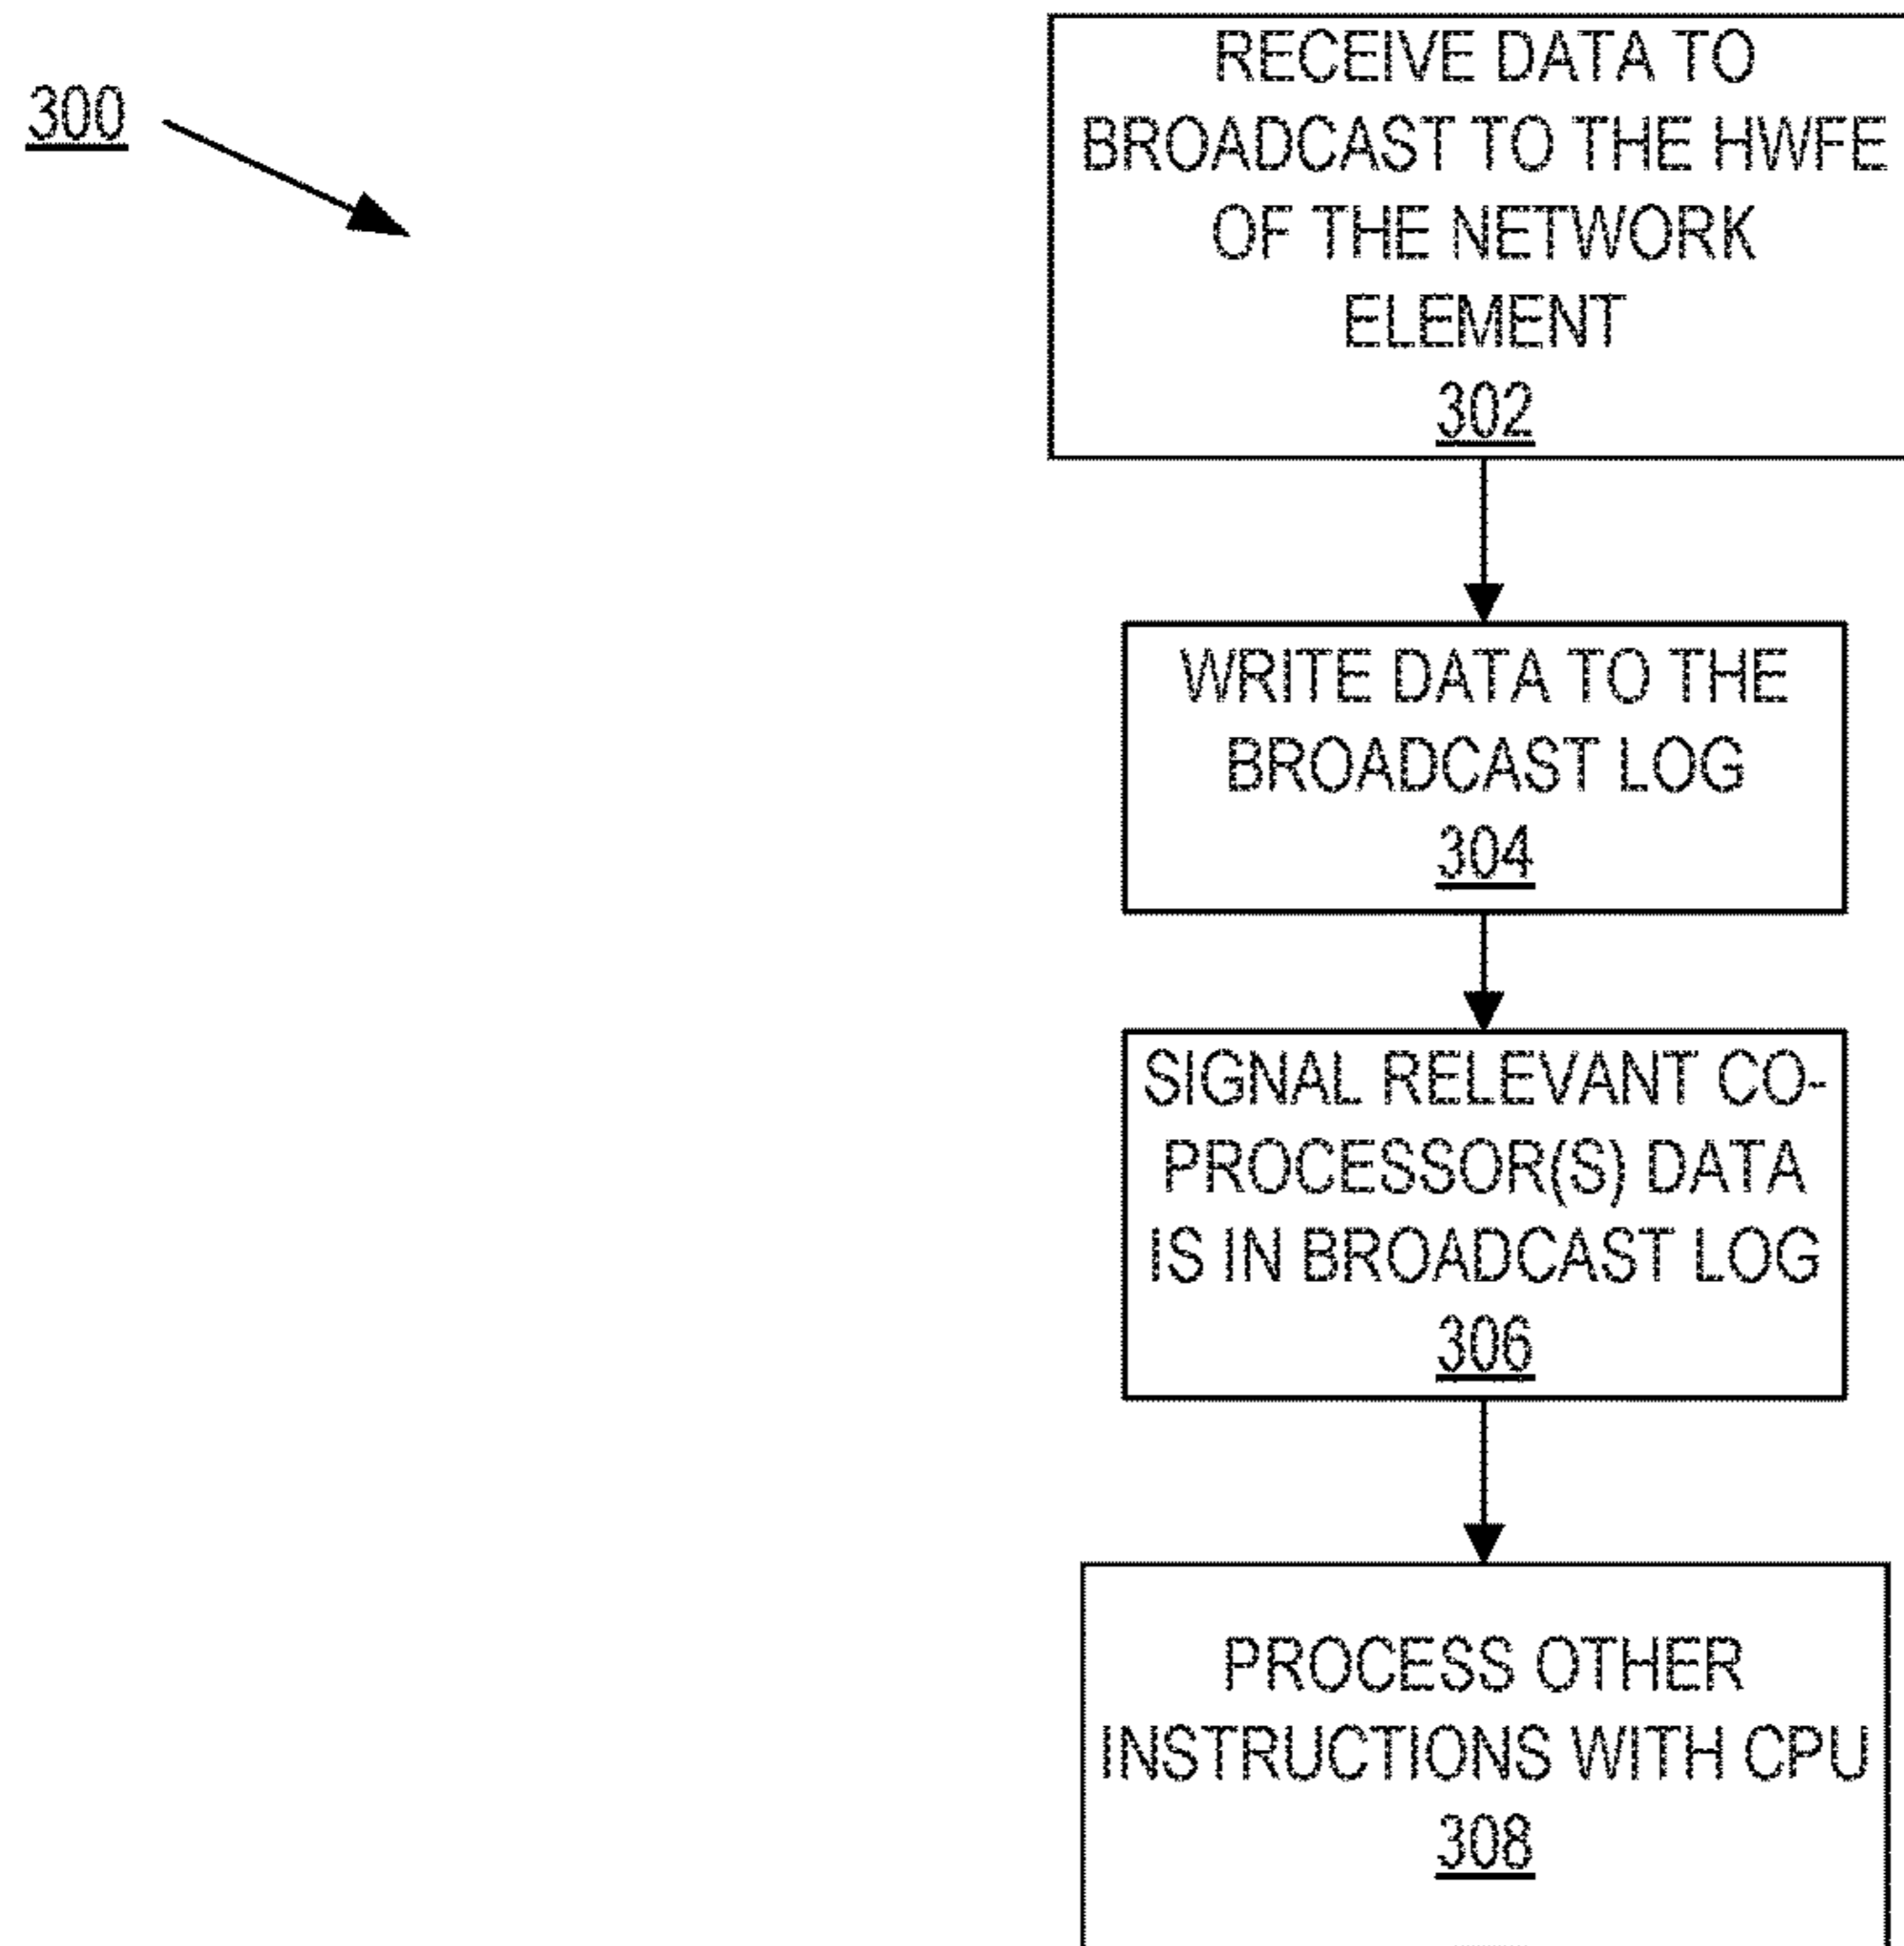 300
RECEIVE DATA TO
BROADCAST TO THE HWFE
OF THE NETWORK
ELEMENT
302
WRITE DATA TO THE
BROADCAST LOG
304
SIGNAL RELEVANT CO-
PROCESSOR(S) DATA
IS IN BROADCAST LOG
306
PROCESS OTHER
INSTRUCTIONS WITH CPU
308